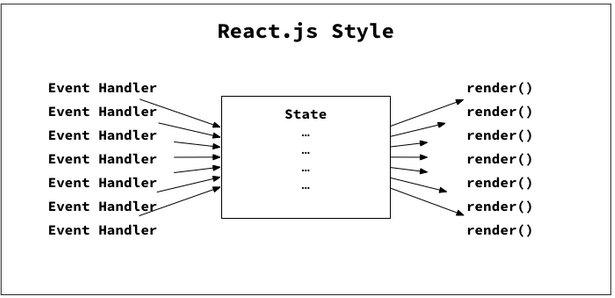 React.js Style
Event Handler
Event Handler
Event Handler
Event Handler
Event Handler
Event Handler
Event Handler
State
…
…
…
…
render()
render()
render()
render()
render()
render()
render()